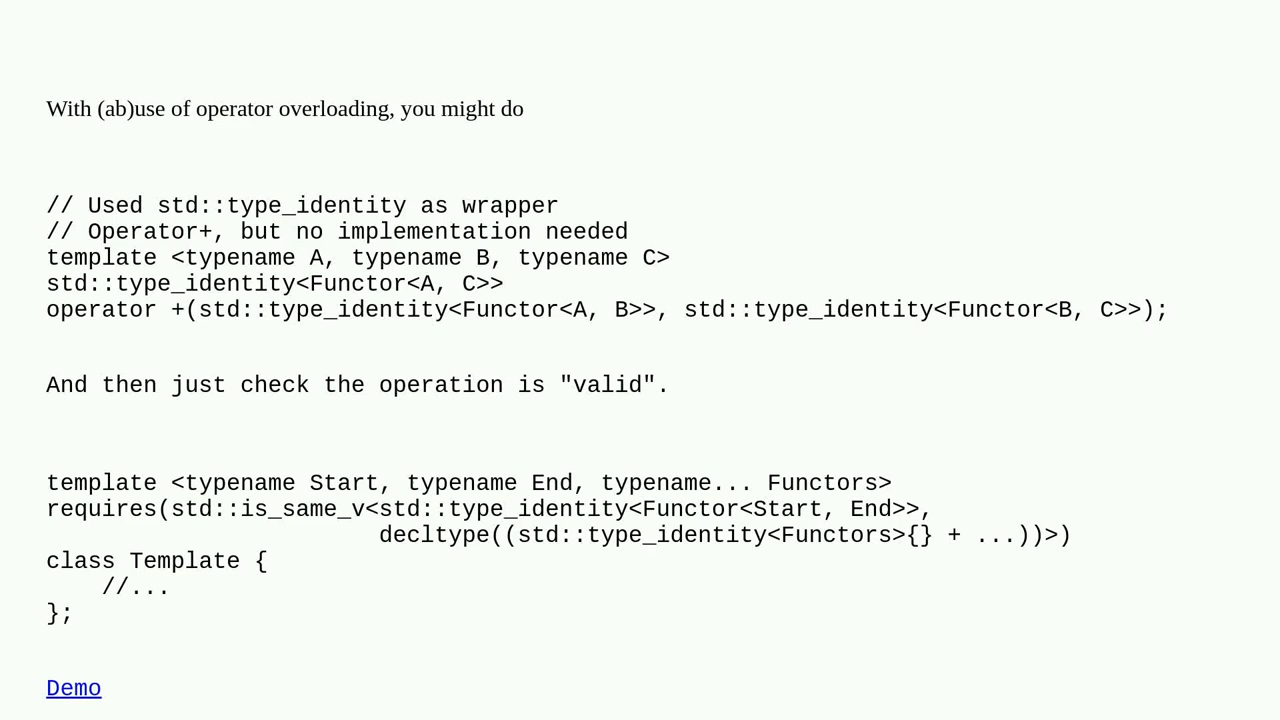 With (ab)use of operator overloading, you might do
// Used std::type_identity as wrapper
// Operator+, but no implementation needed
template <typename A, typename B, typename C>
std::type_identity<Functor<A, C>>
operator +(std::type_identity<Functor<A, B>>, std::type_identity<Functor<B, C>>);
And then just check the operation is "valid".
template <typename Start, typename End, typename... Functors>
requires(std::is_same_v<std::type_identity<Functor<Start, End>>,
                        decltype((std::type_identity<Functors>{} + ...))>)
class Template {
    //...
};
Demo